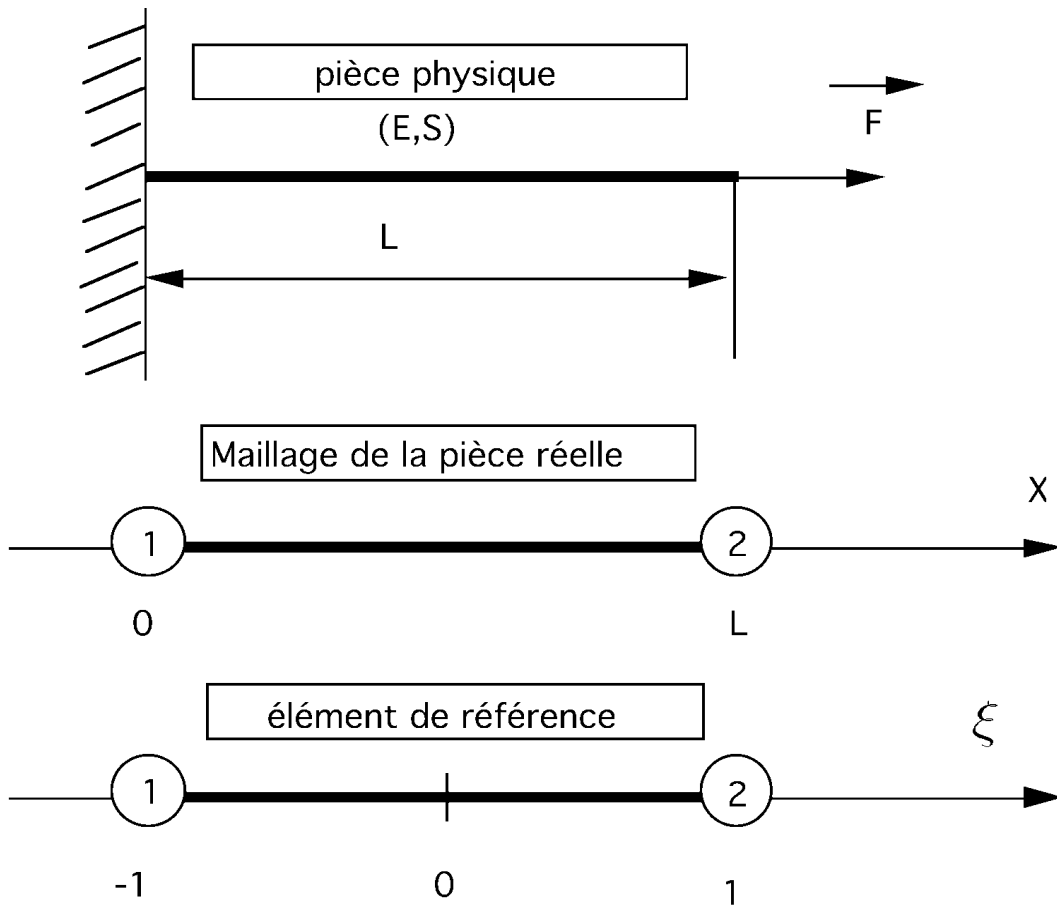 pièce physique
(E,S)
F
L
Maillage de la pièce réelle
X
1
2
0
L
élément de référence
ξ
1
2
-1
0
1